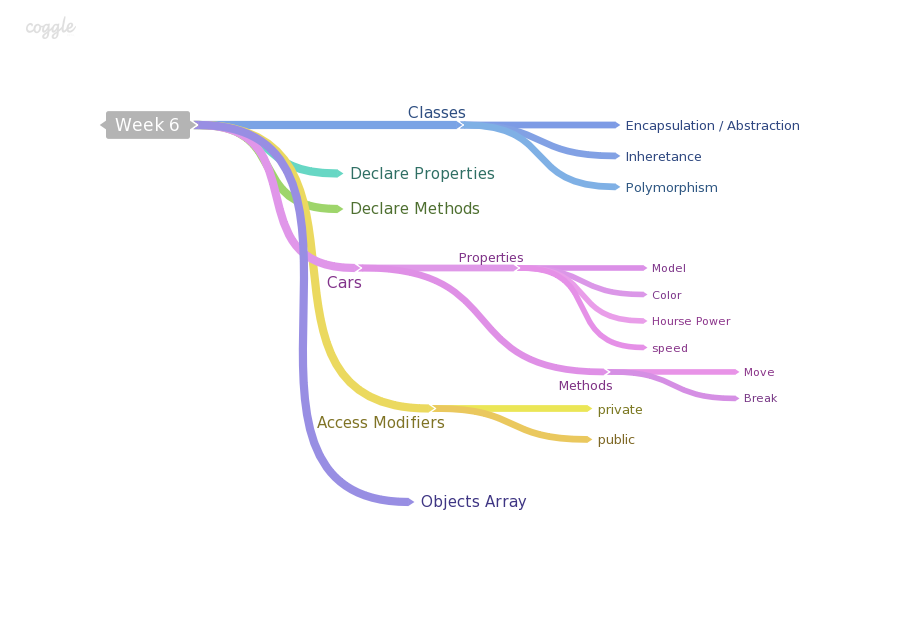 coggle
Week 6
Classes
Encapsulation / Abstraction
Inheretance
Polymorphism
Declare Properties
Declare Methods
Cars
Properties
Model
Color
Hourse Power
speed
Methods
Move
Break
Access Modifiers
private
public
Objects Array